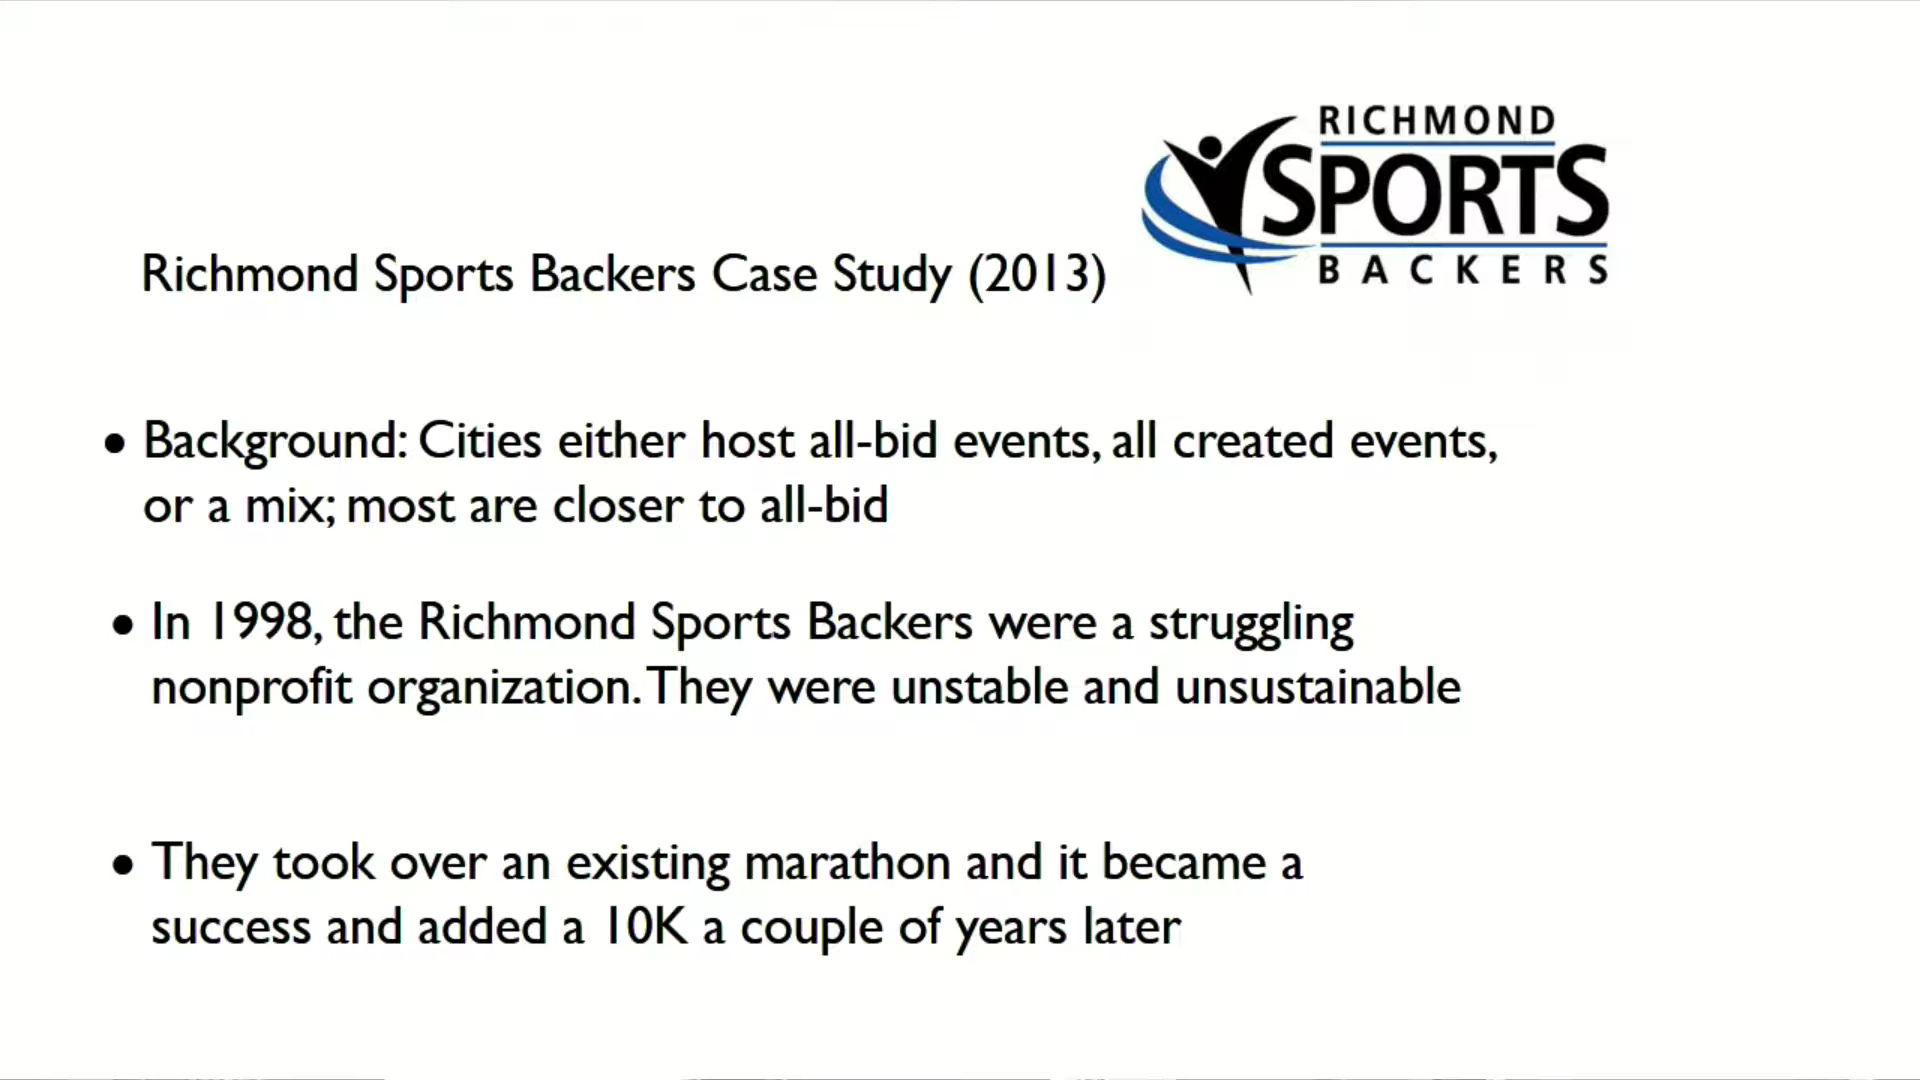 RICHMOND
SPORTS
BACKERS
Richmond Sports Backers Case Study (2013)
• Background: Cities either host all-bid events, all created events,
or a mix; most are closer to all-bid
• In 1998, the Richmond Sports Backers were a struggling
nonprofit organization. They were unstable and unsustainable
• They took over an existing marathon and it became a
success and added a 10K a couple of years later